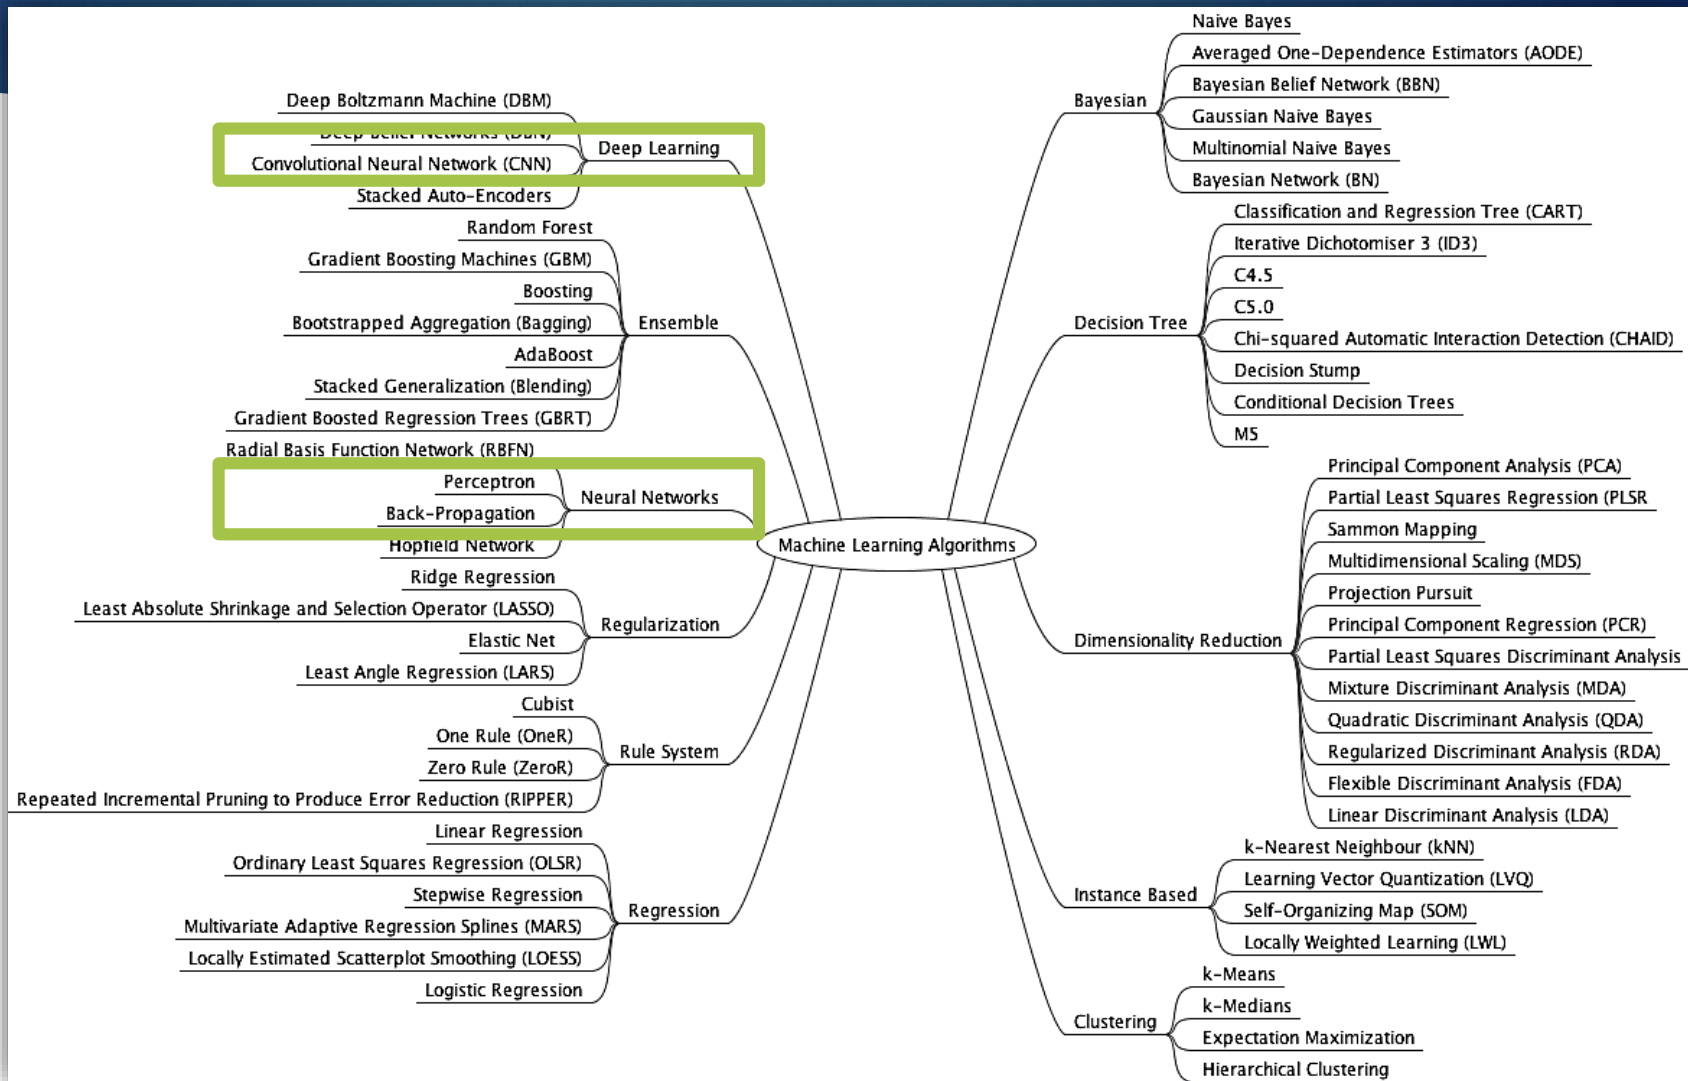 Deep Boltzmann Machine (DBM)
Deep Belief Networks (DBN)
Convolutional Neural Network (CNN)
Stacked Auto-Encoders
Deep Learning
Random Forest
Gradient Boosting Machines (GBM)
Boosting
Bootstrapped Aggregation (Bagging)
AdaBoost
Stacked Generalization (Blending)
Gradient Boosted Regression Trees (GBRT)
Ensemble
Radial Basis Function Network (RBFN)
Perceptron
Back-Propagation
Hopfield Network
Neural Networks
Ridge Regression
Least Absolute Shrinkage and Selection Operator (LASSO)
Elastic Net
Least Angle Regression (LARS)
Regularization
Cubist
One Rule (OneR)
Zero Rule (ZeroR)
Repeated Incremental Pruning to Produce Error Reduction (RIPPER)
Rule System
Linear Regression
Ordinary Least Squares Regression (OLSR)
Stepwise Regression
Multivariate Adaptive Regression Splines (MARS)
Locally Estimated Scatterplot Smoothing (LOESS)
Logistic Regression
Regression
Machine Learning Algorithms
Bayesian
Naive Bayes
Averaged One-Dependence Estimators (AODE)
Bayesian Belief Network (BBN)
Gaussian Naive Bayes
Multinomial Naive Bayes
Bayesian Network (BN)
Decision Tree
Classification and Regression Tree (CART)
Iterative Dichotomiser 3 (ID3)
C4.5
C5.0
Chi-squared Automatic Interaction Detection (CHAID)
Decision Stump
Conditional Decision Trees
M5
Dimensionality Reduction
Principal Component Analysis (PCA)
Partial Least Squares Regression (PLSR
Sammon Mapping
Multidimensional Scaling (MDS)
Projection Pursuit
Principal Component Regression (PCR)
Partial Least Squares Discriminant Analysis
Mixture Discriminant Analysis (MDA)
Quadratic Discriminant Analysis (QDA)
Regularized Discriminant Analysis (RDA)
Flexible Discriminant Analysis (FDA)
Linear Discriminant Analysis (LDA)
Instance Based
k-Nearest Neighbour (kNN)
Learning Vector Quantization (LVQ)
Self-Organizing Map (SOM)
Locally Weighted Learning (LWL)
Clustering
k-Means
k-Medians
Expectation Maximization
Hierarchical Clustering